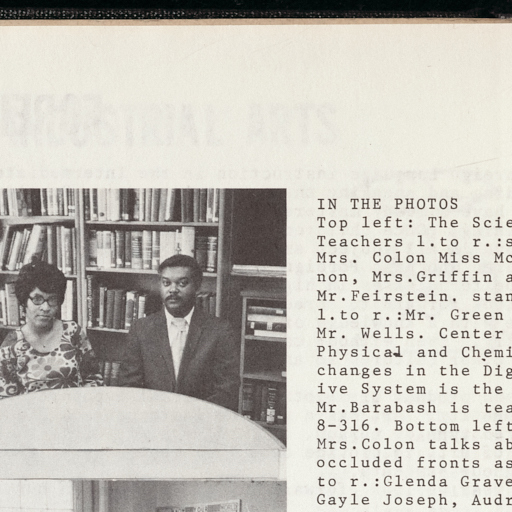 IN THE PHOTOS
Top left: The Scie
Teachers l.to r.:s
Mrs. Colon Miss Mc
non, Mrs.Griffin a
Mr.Feirstein. stan
l.to r.:Mr. Green
Mr. Wells. Center
Physical and Chemi
changes in the Dig
ive System is the
Mr.Barabash is tea
8-316. Bottom left
Mrs.Colon talks ab
occluded fronts as
to r.:Glenda Grave
Gayle Joseph, Audr